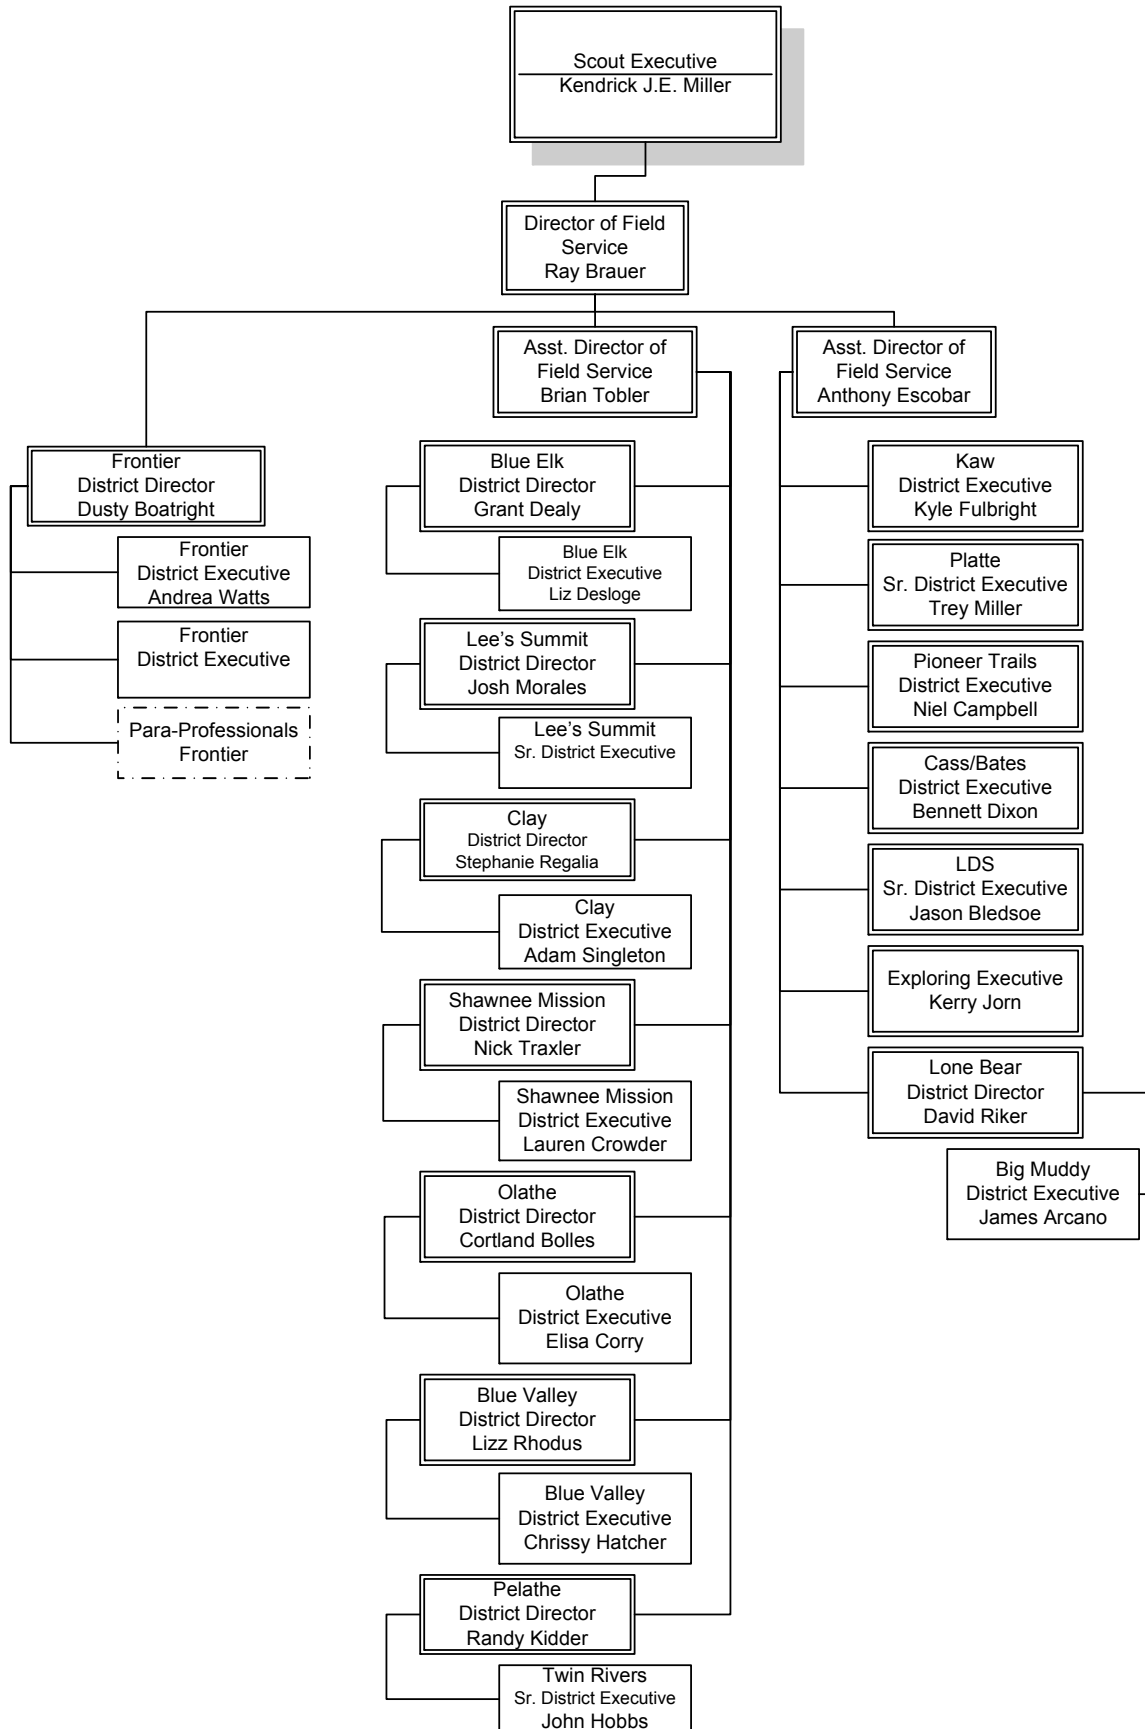 Scout Executive
Kendrick J.E. Miller
Director of Field
Service
Ray Brauer
Asst. Director of
Field Service
Brian Tobler
Asst. Director of
Field Service
Anthony Escobar
Frontier
District Director
Dusty Boatright
Frontier
District Executive
Andrea Watts
Frontier
District Executive
Para-Professionals
Frontier
Blue Elk
District Director
Grant Dealy
Blue Elk
District Executive
Liz Desloge
Lee's Summit
District Director
Josh Morales
Lee's Summit
Sr. District Executive
Clay
District Director
Stephanie Regalia
Clay
District Executive
Adam Singleton
Shawnee Mission
District Director
Nick Traxler
Shawnee Mission
District Executive
Lauren Crowder
Olathe
District Director
Cortland Bolles
Olathe
District Executive
Elisa Corry
Blue Valley
District Director
Lizz Rhodus
Blue Valley
District Executive
Chrissy Hatcher
Pelathe
District Director
Randy Kidder
Twin Rivers
Sr. District Executive
John Hobbs
Kaw
District Executive
Kyle Fulbright
Platte
Sr. District Executive
Trey Miller
Pioneer Trails
District Executive
Niel Campbell
Cass/Bates
District Executive
Bennett Dixon
LDS
Sr. District Executive
Jason Bledsoe
Exploring Executive
Kerry Jorn
Lone Bear
District Director
David Riker
Big Muddy
District Executive
James Arcano